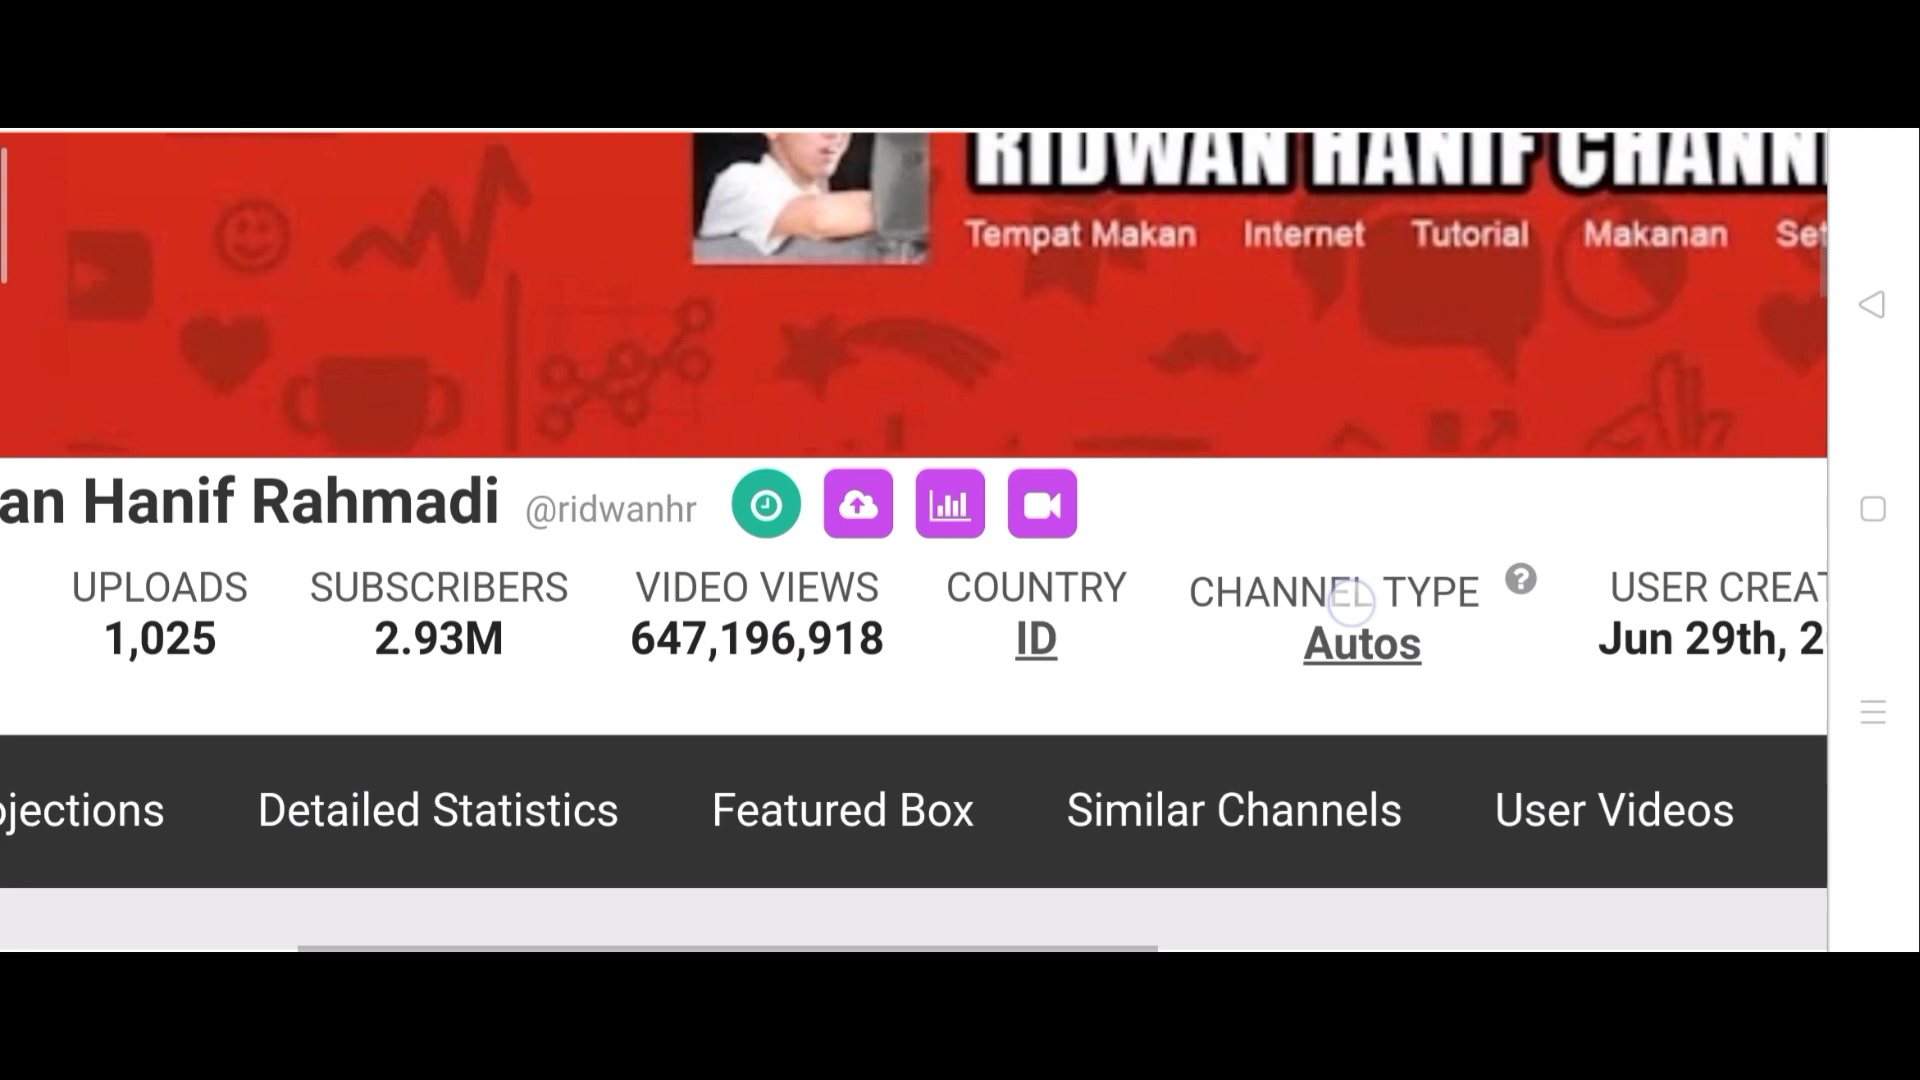 RIDWAN HANIF CHANN
Tempat Makan Internet Tutorial Makanan Set
an Hanif Rahmadi @ridwanhr
UPLOADS SUBSCRIBERS VIDEO VIEWS COUNTRY CHANNEL TYPE ? USER CREAT
1,025 2.93M 647,196,918 ID Autos Jun 29th, 2
ojections Detailed Statistics Featured Box Similar Channels User Videos